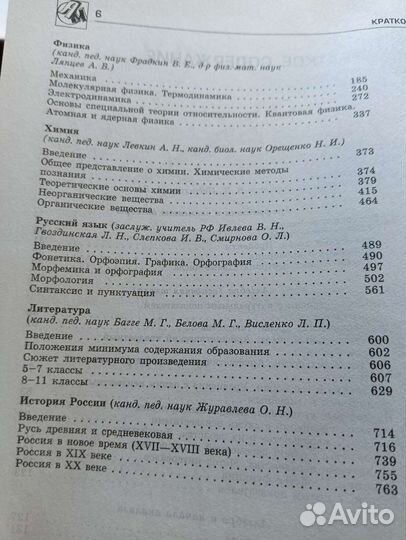 6
КРАТКО
Физика
(канд. пед. наук Фрадкин В. Е., д-р физ. мат. наук
Ляпцев А. В.)
Механика 185
Молекулярная физика. Термодинамика 240
Электродинамика 272
Основы специальной теории относительности. Квантовая физика.
Атомная и ядерная физика 337
Химия
(канд. пед. наук Левкин А. Н., канд. биол. наук Орещенко Н. И.)
Введение 373
Общее представление о химии. Химические методы
познания 374
Теоретические основы химии 379
Неорганические вещества 415
Органические вещества 464
Русский язык (заслуж. учитель РФ Ивлева В. Н.,
Гвоздинская Л. Н., Слепкова И. В., Смирнова О. Л.)
Введение 489
Фонетика. Орфоэпия. Графика. Орфография 490
Морфемика и орфография 497
Морфология 502
Синтаксис и пунктуация 561
Литература
(канд. пед. наук Багге М. Г., Белова М. Г., Висленко Л. П.)
Введение 600
Положения минимума содержания образования 602
Сюжет литературного произведения 606
5—7 классы 607
8—11 классы 629
История России (канд. пед. наук Журавлева О. Н.)
Введение 714
Русь древняя и средневековая 716
Россия в новое время (XVII—XVIII века) 739
Россия в XIX веке 755
Россия в XX веке 763
Avito